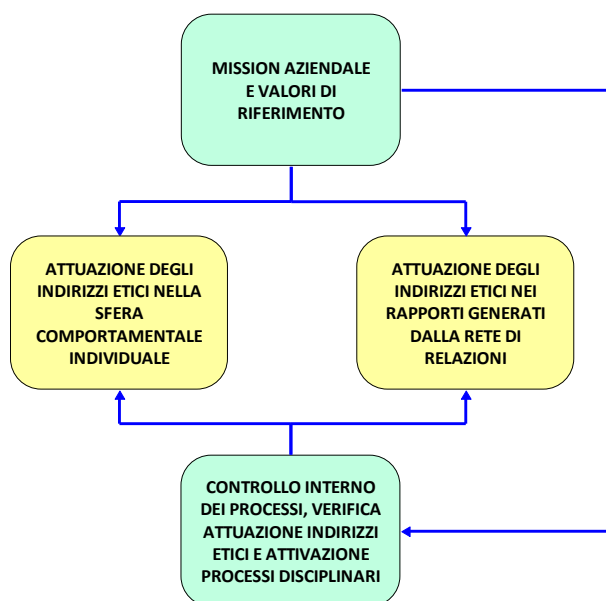 MISSION AZIENDALE
E VALORI DI
RIFERIMENTO
ATTUAZIONE DEGLI
INDIRIZZI ETICI NELLA
SFERA
COMPORTAMENTALE
INDIVIDUALE
ATTUAZIONE DEGLI
INDIRIZZI ETICI NEI
RAPPORTI GENERATI
DALLA RETE DI
RELAZIONI
CONTROLLO INTERNO
DEI PROCESSI, VERIFICA
ATTUAZIONE INDIRIZZI
ETICI E ATTIVAZIONE
PROCESSI DISCIPLINARI